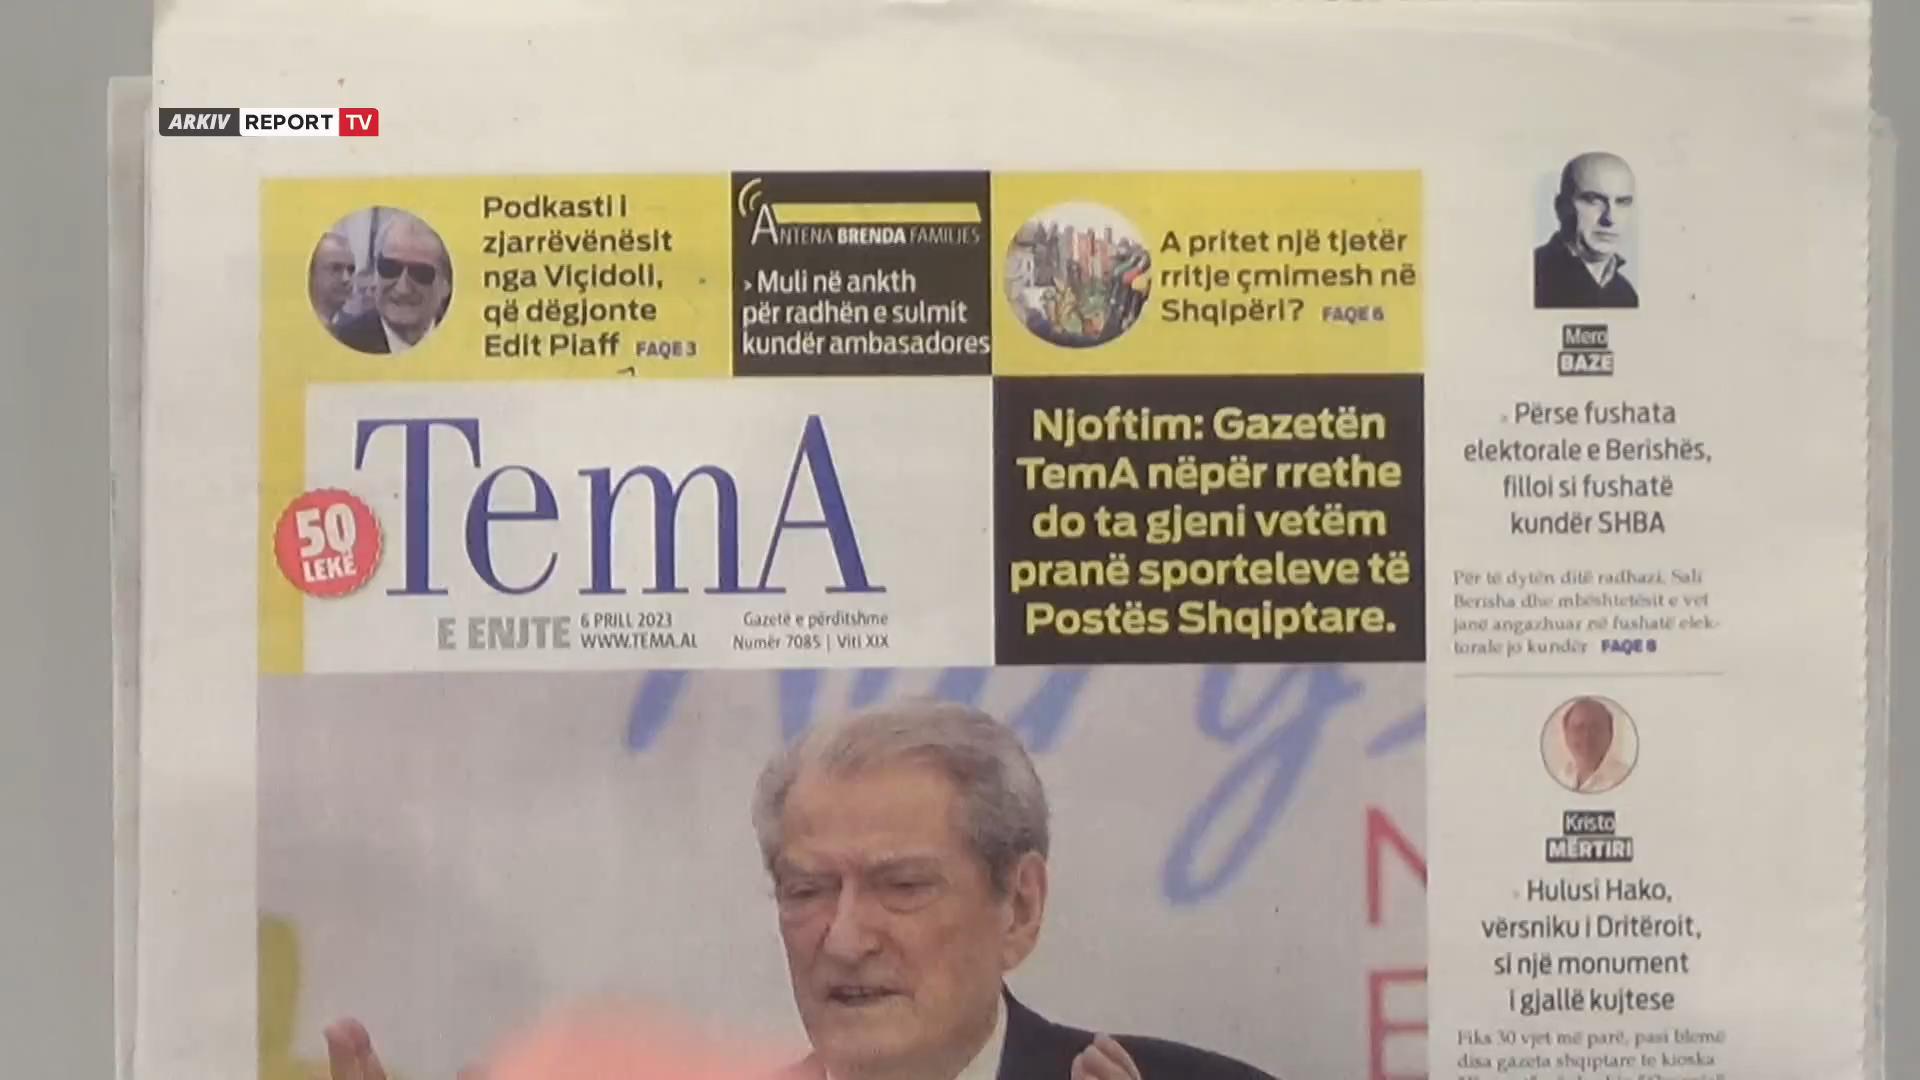 ARKIV REPORT TV
Podkasti i
zjarrëvënësit
nga Viçidoli,
që dëgjonte
Edit Piaff FAQE 3
ANTENA BRENDA FAMILJES
› Muli në ankth
për radhën e sulmit
kundër ambasadores
A pritet një tjetër
rritje çmimesh në
Shqipëri? FAQE 6
50
LEKË
TemA
E ENJTE
6 PRILL 2023
WWW.TEMA.AL
Gazetë e përditshme
Numër 7085 | Viti XIX
Njoftim: Gazetën
TemA nëpër rrethe
do ta gjeni vetëm
pranë sporteleve të
Postës Shqiptare.
Mero
BAZE
› Përse fushata
elektorale e Berishës,
filloi si fushatë
kundër SHBA
Për të dytën ditë radhazi, Sali
Berisha dhe mbështetësit e vet
janë angazhuar në fushatë elek-
torale jo kundër FAQE 8
Kristo
MËRTIRI
› Hulusi Hako,
vërsniku i Dritëroit,
si një monument
i gjallë kujtese
Fiks 30 vjet më parë, pasi blemë
disa gazeta shqiptare te kioska